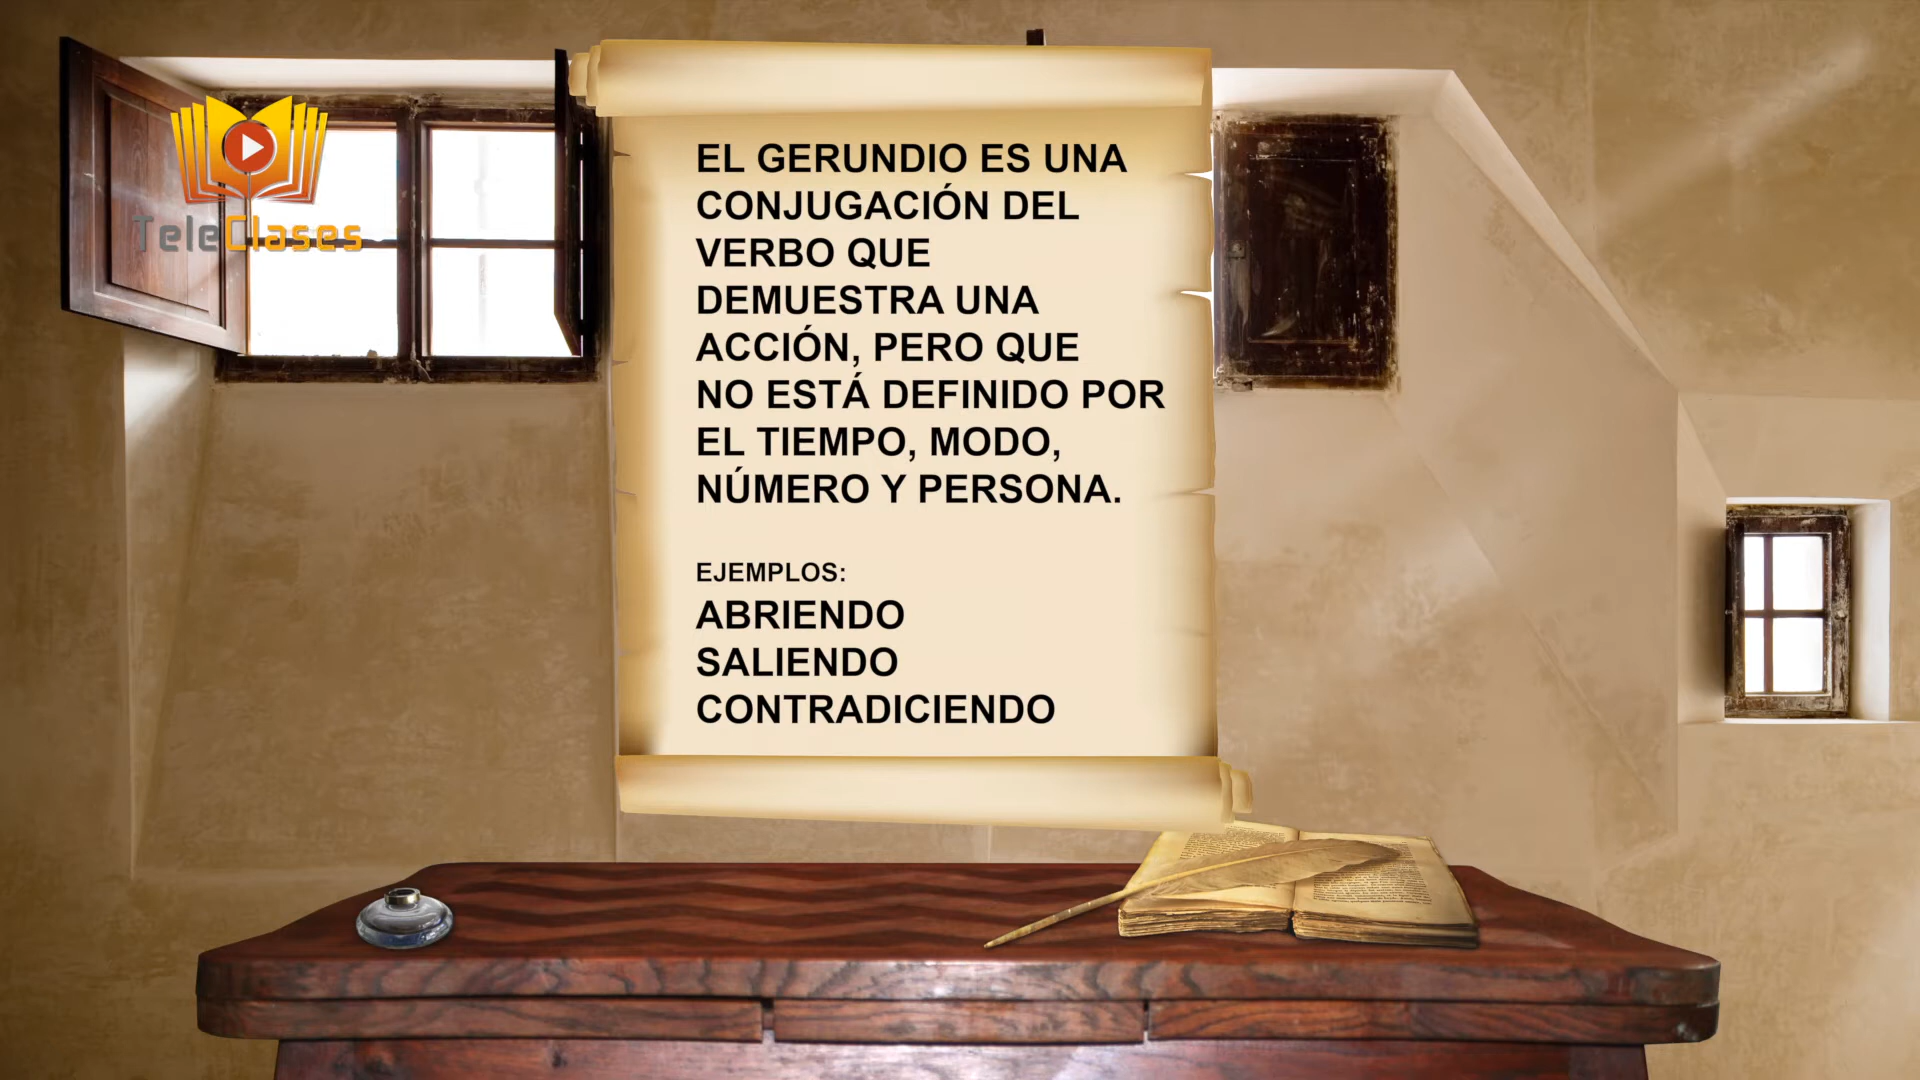 TeleClases
EL GERUNDIO ES UNA
CONJUGACIÓN DEL
VERBO QUE
DEMUESTRA UNA
ACCIÓN, PERO QUE
NO ESTÁ DEFINIDO POR
EL TIEMPO, MODO,
NÚMERO Y PERSONA.
EJEMPLOS:
ABRIENDO
SALIENDO
CONTRADICIENDO